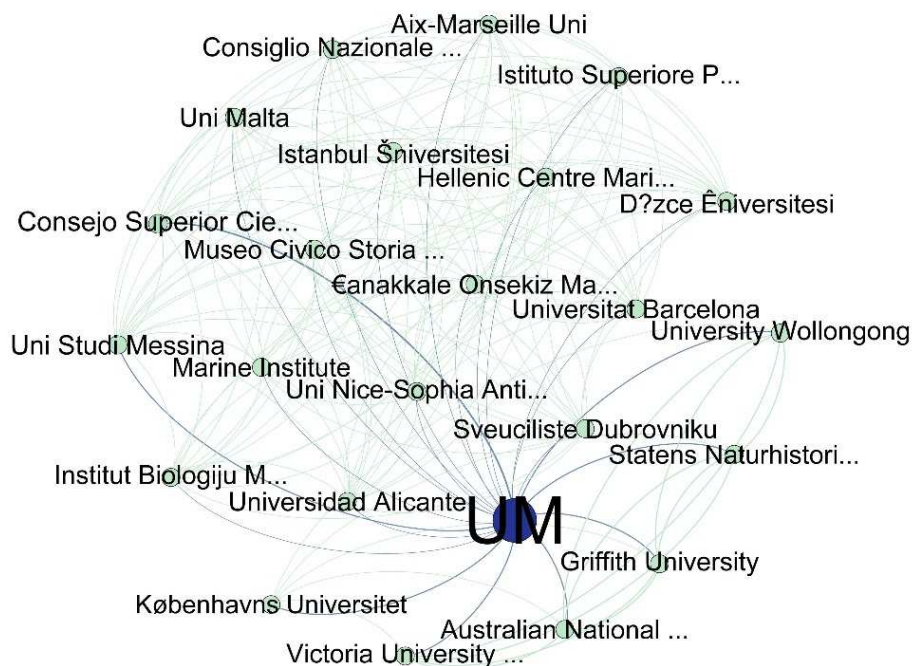 Aix-Marseille Uni
Consiglio Nazionale ...
Istituto Superiore P...
Uni Malta
Istanbul Šniversitesi
Hellenic Centre Mari...
D?zce Êniversitesi
Consejo Superior Cie...
Museo Civico Storia ...
€anakkale Onsekiz Ma...
Universitat Barcelona
University Wollongong
Uni Studi Messina
Marine Institute
Uni Nice-Sophia Anti...
Sveuciliste Dubrovniku
Statens Naturhistori...
Institut Biologiju M...
Universidad Alicante
UM
Griffith University
Københavns Universitet
Australian National ...
Victoria University ...